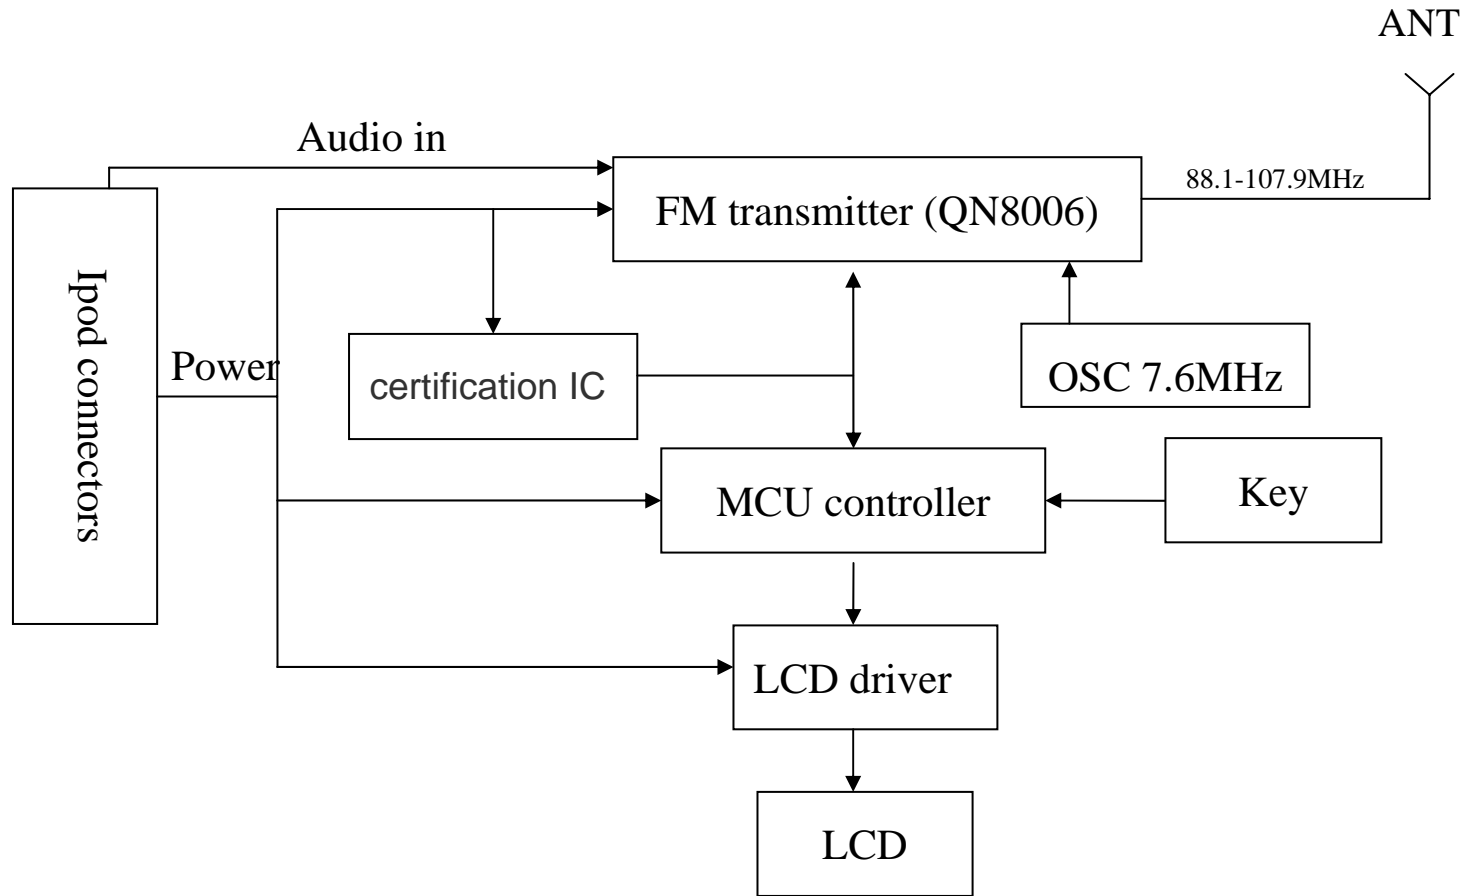 ANT
Audio in
88.1-107.9MHz
FM transmitter (QN8006)
Ipod connectors
Power
certification IC
OSC 7.6MHz
MCU controller
Key
LCD driver
LCD